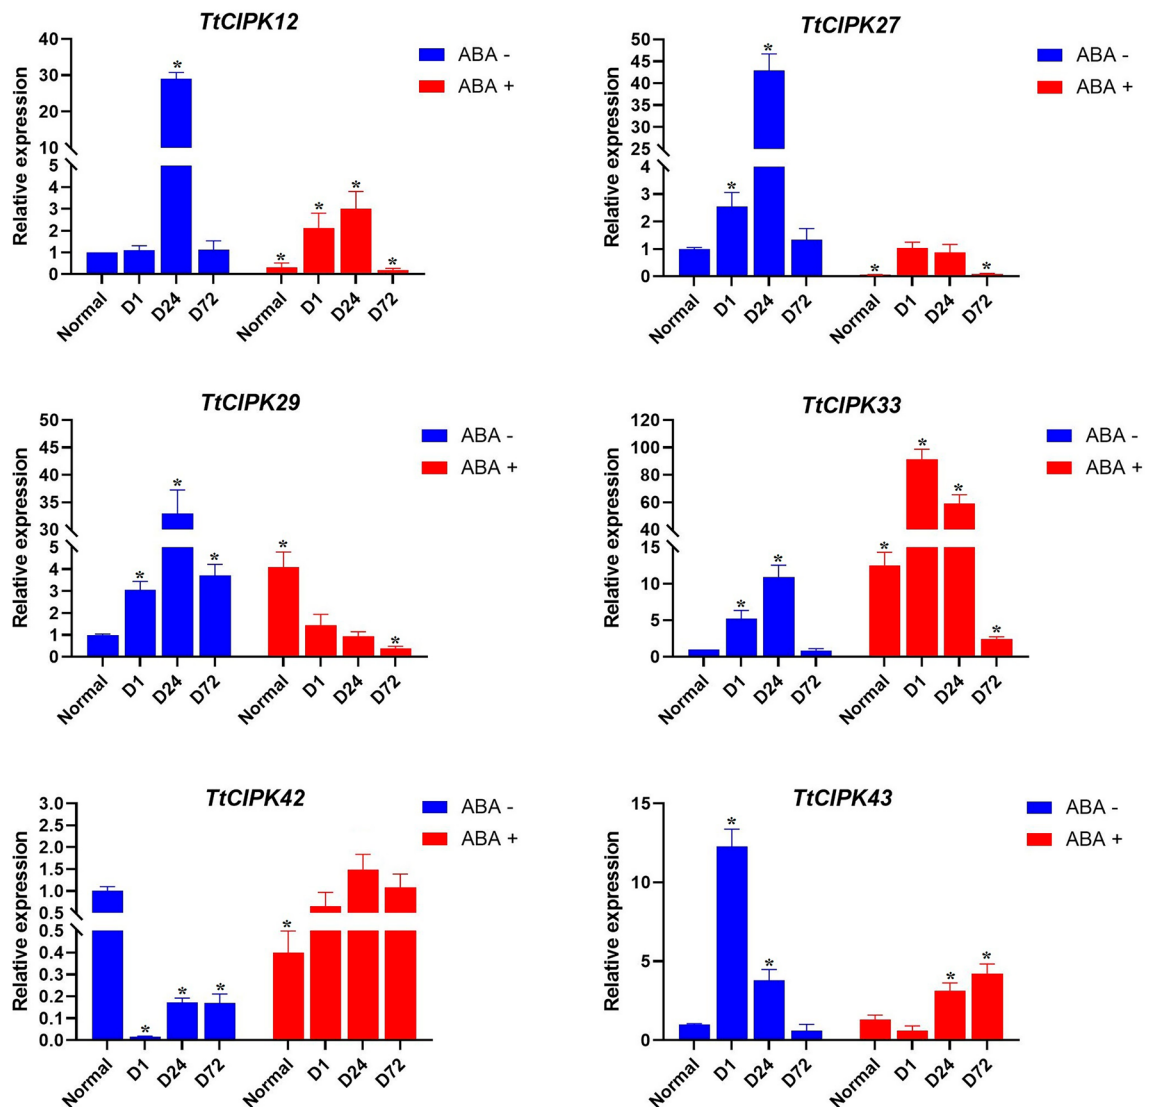 TtCIPK12
Relative expression
40
30
20
10
5
4
3
2
1
0
*
*
*
*
*
Normal D1 D24 D72 Normal D1 D24 D72
ABA -
ABA +
TtCIPK27
Relative expression
50
45
40
35
30
25
4
3
2
1
0
*
*
*
*
Normal D1 D24 D72 Normal D1 D24 D72
ABA -
ABA +
TtCIPK29
Relative expression
50
45
40
35
30
5
4
3
2
1
0
*
*
*
*
*
Normal D1 D24 D72 Normal D1 D24 D72
ABA -
ABA +
TtCIPK33
Relative expression
120
100
80
60
40
15
10
5
0
*
*
*
*
*
*
Normal D1 D24 D72 Normal D1 D24 D72
ABA -
ABA +
TtCIPK42
Relative expression
3.0
2.5
2.0
1.5
1.0
0.5
0.5
0.4
0.3
0.2
0.1
0.0
*
*
*
*
Normal D1 D24 D72 Normal D1 D24 D72
ABA -
ABA +
TtCIPK43
Relative expression
15
10
5
0
*
*
*
*
Normal D1 D24 D72 Normal D1 D24 D72
ABA -
ABA +